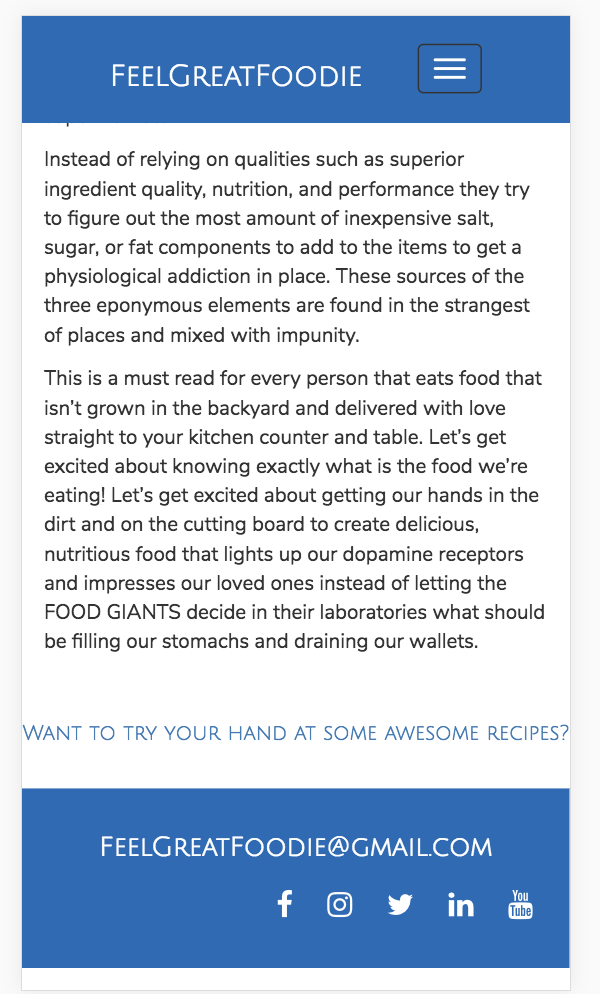 FeelGreatFoodie
Instead of relying on qualities such as superior
ingredient quality, nutrition, and performance they try
to figure out the most amount of inexpensive salt,
sugar, or fat components to add to the items to get a
physiological addiction in place. These sources of the
three eponymous elements are found in the strangest
of places and mixed with impunity.
This is a must read for every person that eats food that
isn't grown in the backyard and delivered with love
straight to your kitchen counter and table. Let's get
excited about knowing exactly what is the food we're
eating! Let's get excited about getting our hands in the
dirt and on the cutting board to create delicious,
nutritious food that lights up our dopamine receptors
and impresses our loved ones instead of letting the
FOOD GIANTS decide in their laboratories what should
be filling our stomachs and draining our wallets.
Want to try your hand at some awesome recipes?
FeelGreatFoodie@gmail.com
You
Tube